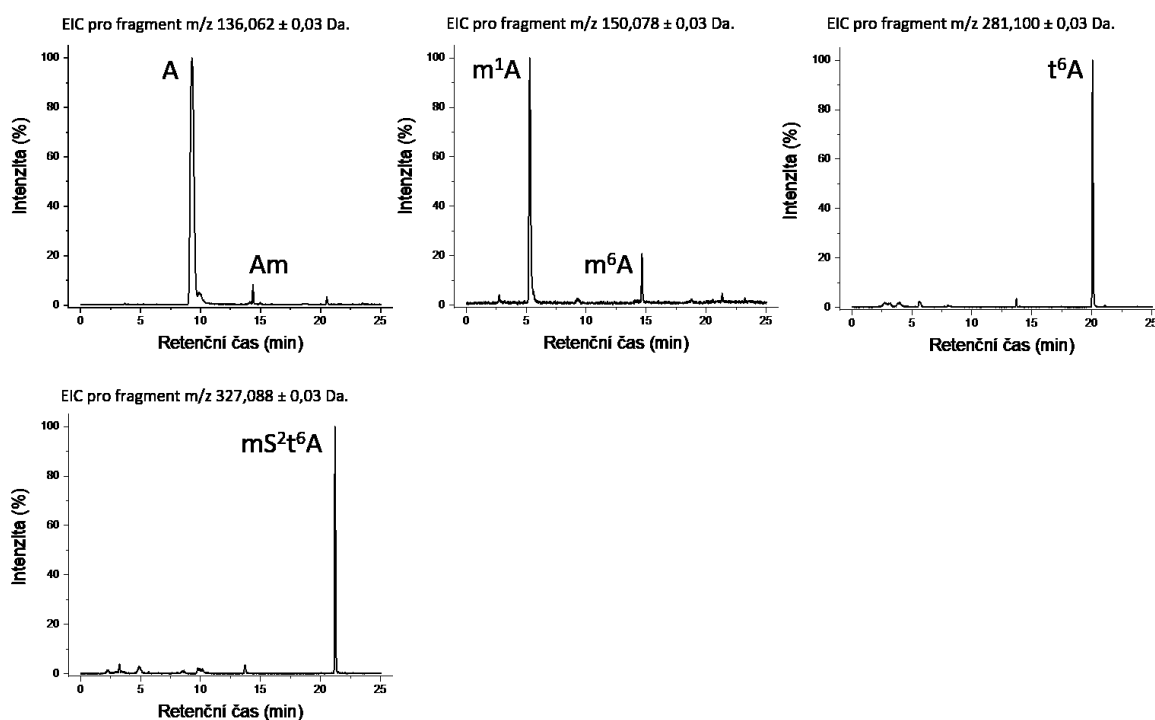 EIC pro fragment m/z 136,062 ± 0,03 Da.
100
80
60
40
20
0
Intenzita (%)
A
Am
0 5 10 15 20 25
Retenční čas (min)
EIC pro fragment m/z 150,078 ± 0,03 Da.
100
80
60
40
20
0
Intenzita (%)
m¹A
m⁶A
0 5 10 15 20 25
Retenční čas (min)
EIC pro fragment m/z 281,100 ± 0,03 Da.
100
80
60
40
20
0
Intenzita (%)
t⁶A
0 5 10 15 20 25
Retenční čas (min)
EIC pro fragment m/z 327,088 ± 0,03 Da.
100
80
60
40
20
0
Intenzita (%)
mS²t⁶A
0 5 10 15 20 25
Retenční čas (min)